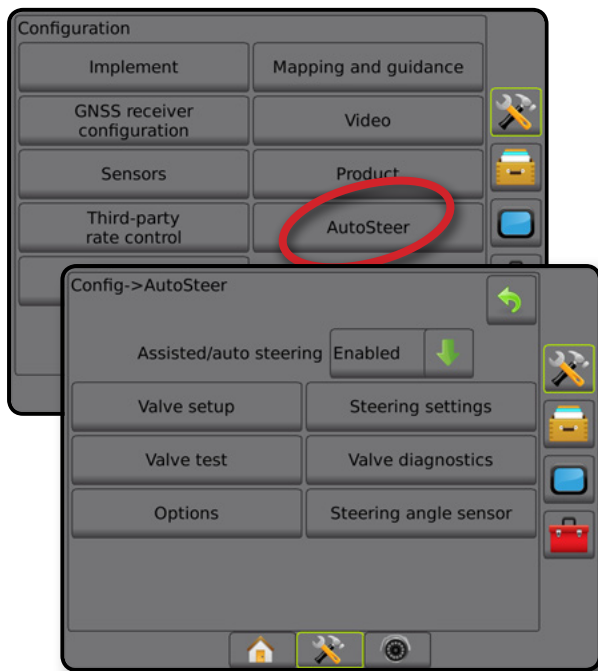 Configuration
Implement
Mapping and guidance
GNSS receiver
configuration
Video
Sensors
Product
Third-party
rate control
AutoSteer
Config->AutoSteer
Assisted/auto steering
Enabled
Valve setup
Steering settings
Valve test
Valve diagnostics
Options
Steering angle sensor